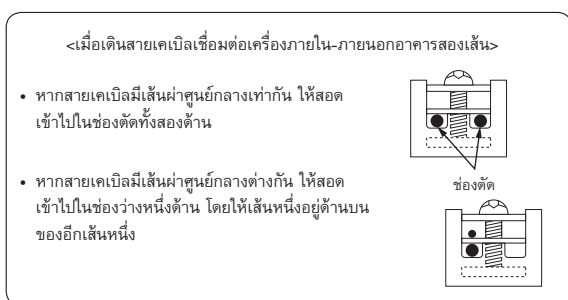 <เมื่อเดินสายเคเบิลเชื่อมต่อเครื่องภายใน-ภายนอกอาคารสองเส้น>
• หากสายเคเบิลมีเส้นผ่าศูนย์กลางเท่ากัน ให้สอด
เข้าไปในช่องตัดทั้งสองด้าน
ช่องตัด
• หากสายเคเบิลมีเส้นผ่าศูนย์กลางต่างกัน ให้สอด
เข้าไปในช่องว่างหนึ่งด้าน โดยให้เส้นหนึ่งอยู่ด้านบน
ของอีกเส้นหนึ่ง